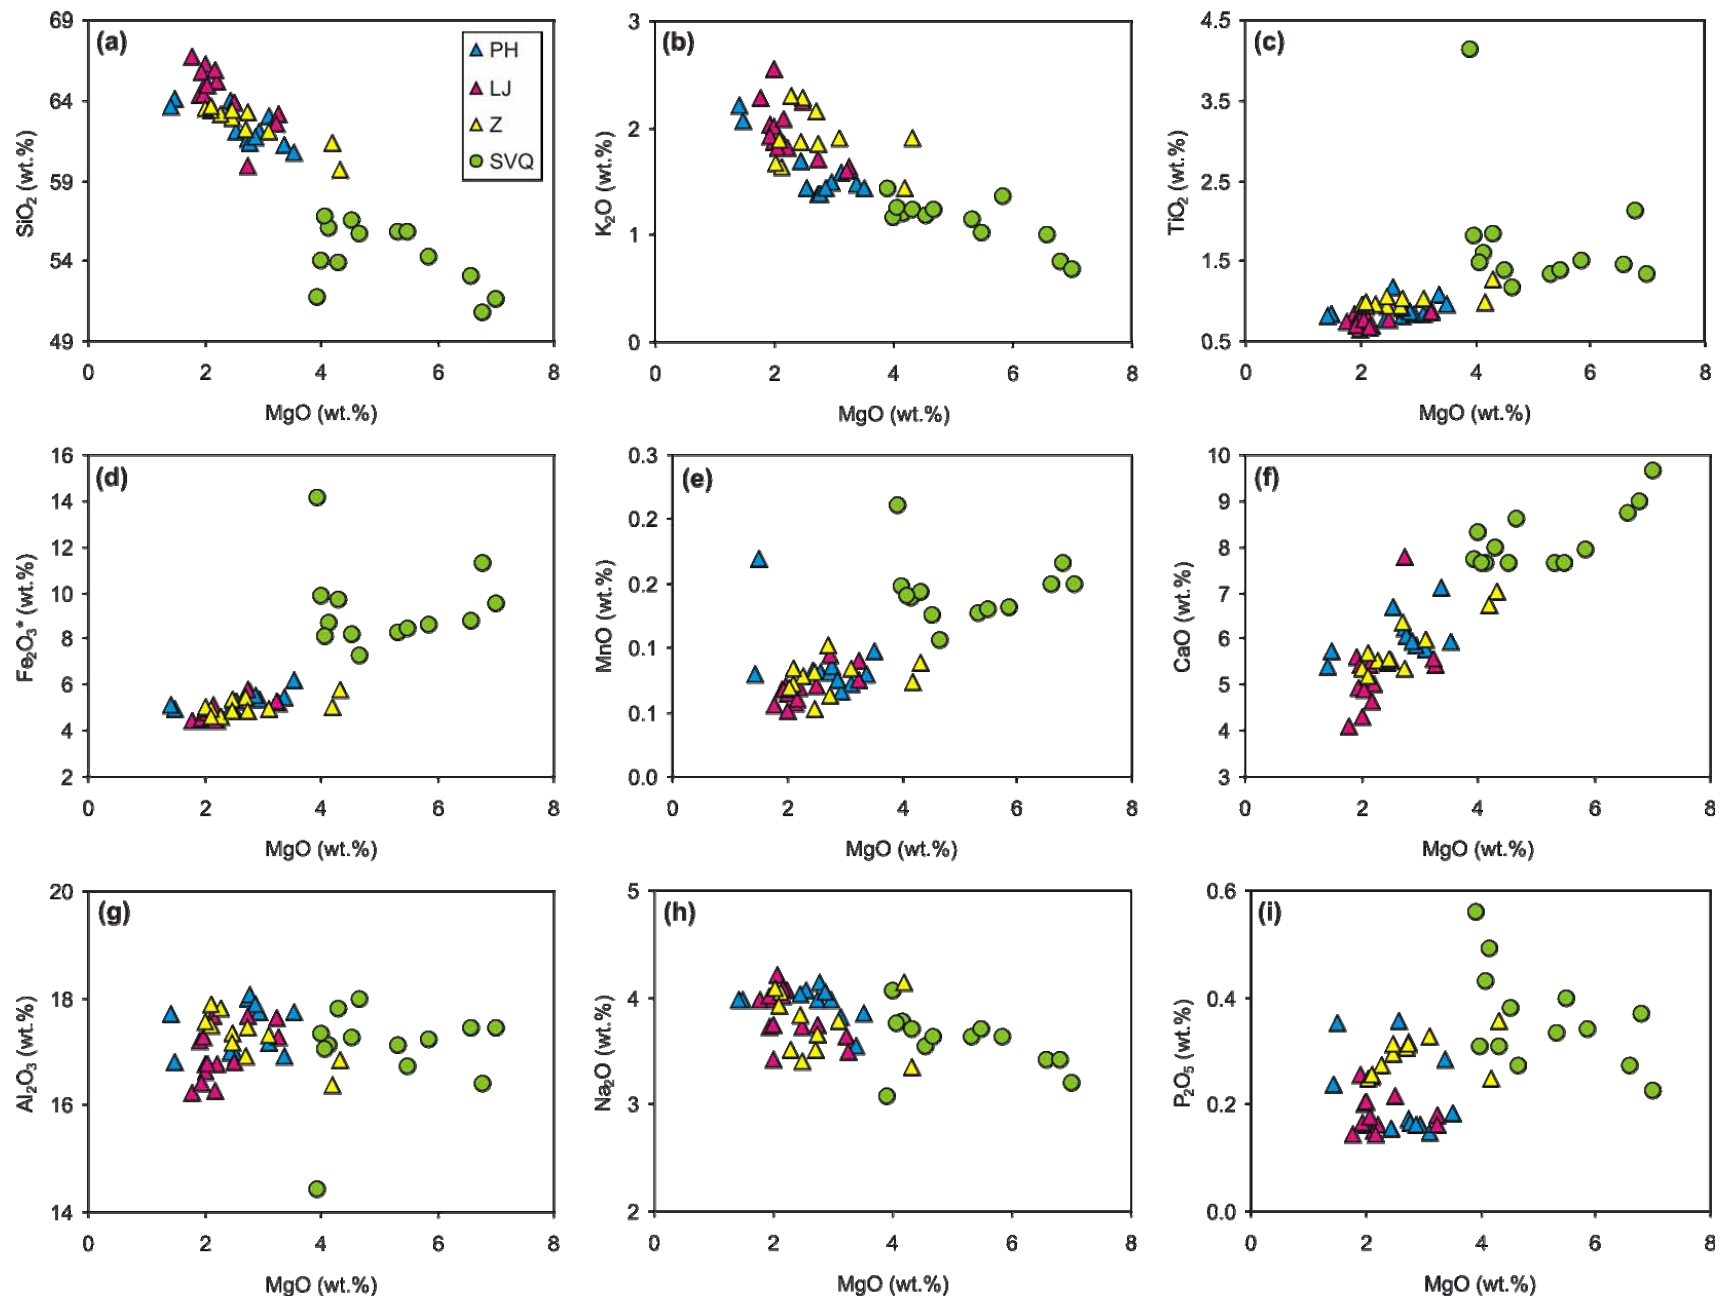 (a)
69
64
59
54
49
SiO₂ (wt.%)
0 2 4 6 8
MgO (wt.%)
PH
LJ
Z
SVQ
(b)
3
2
1
0
K₂O (wt.%)
0 2 4 6 8
MgO (wt.%)
(c)
4.5
3.5
2.5
1.5
0.5
TiO₂ (wt.%)
0 2 4 6 8
MgO (wt.%)
(d)
16
14
12
10
8
6
4
2
Fe₂O₃* (wt.%)
0 2 4 6 8
MgO (wt.%)
(e)
0.3
0.2
0.2
0.1
0.1
0.0
MnO (wt.%)
0 2 4 6 8
MgO (wt.%)
(f)
10
9
8
7
6
5
4
3
CaO (wt.%)
0 2 4 6 8
MgO (wt.%)
(g)
20
18
16
14
Al₂O₃ (wt.%)
0 2 4 6 8
MgO (wt.%)
(h)
5
4
3
2
Na₂O (wt.%)
0 2 4 6 8
MgO (wt.%)
(i)
0.6
0.4
0.2
0.0
P₂O₅ (wt.%)
0 2 4 6 8
MgO (wt.%)